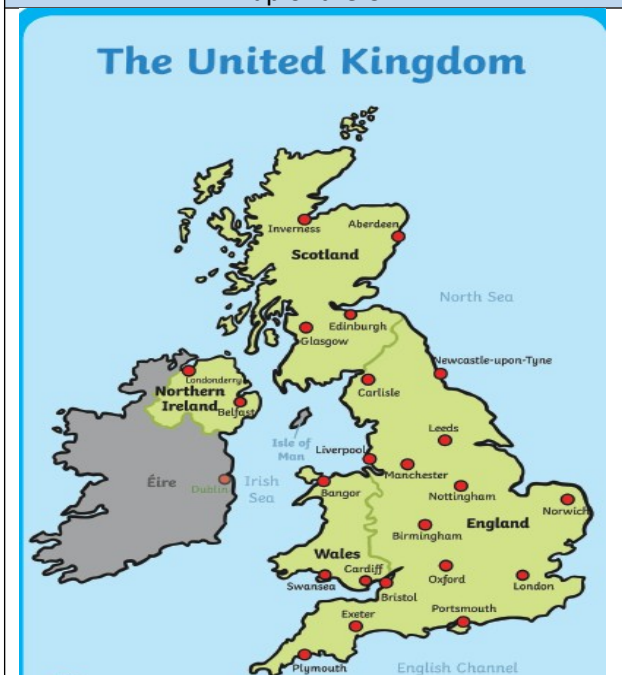 The United Kingdom
Inverness
Aberdeen
Scotland
North Sea
Edinburgh
Glasgow
Newcastle-upon-Tyne
Londonderry
Carlisle
Northern
Ireland
Belfast
Leeds
Isle of
Man
Liverpool
Manchester
Éire
Dublin
Irish
Sea
Bangor
Nottingham
Norwich
England
Birmingham
Wales
Cardiff
Swansea
Oxford
London
Bristol
Portsmouth
Exeter
Plymouth
English Channel